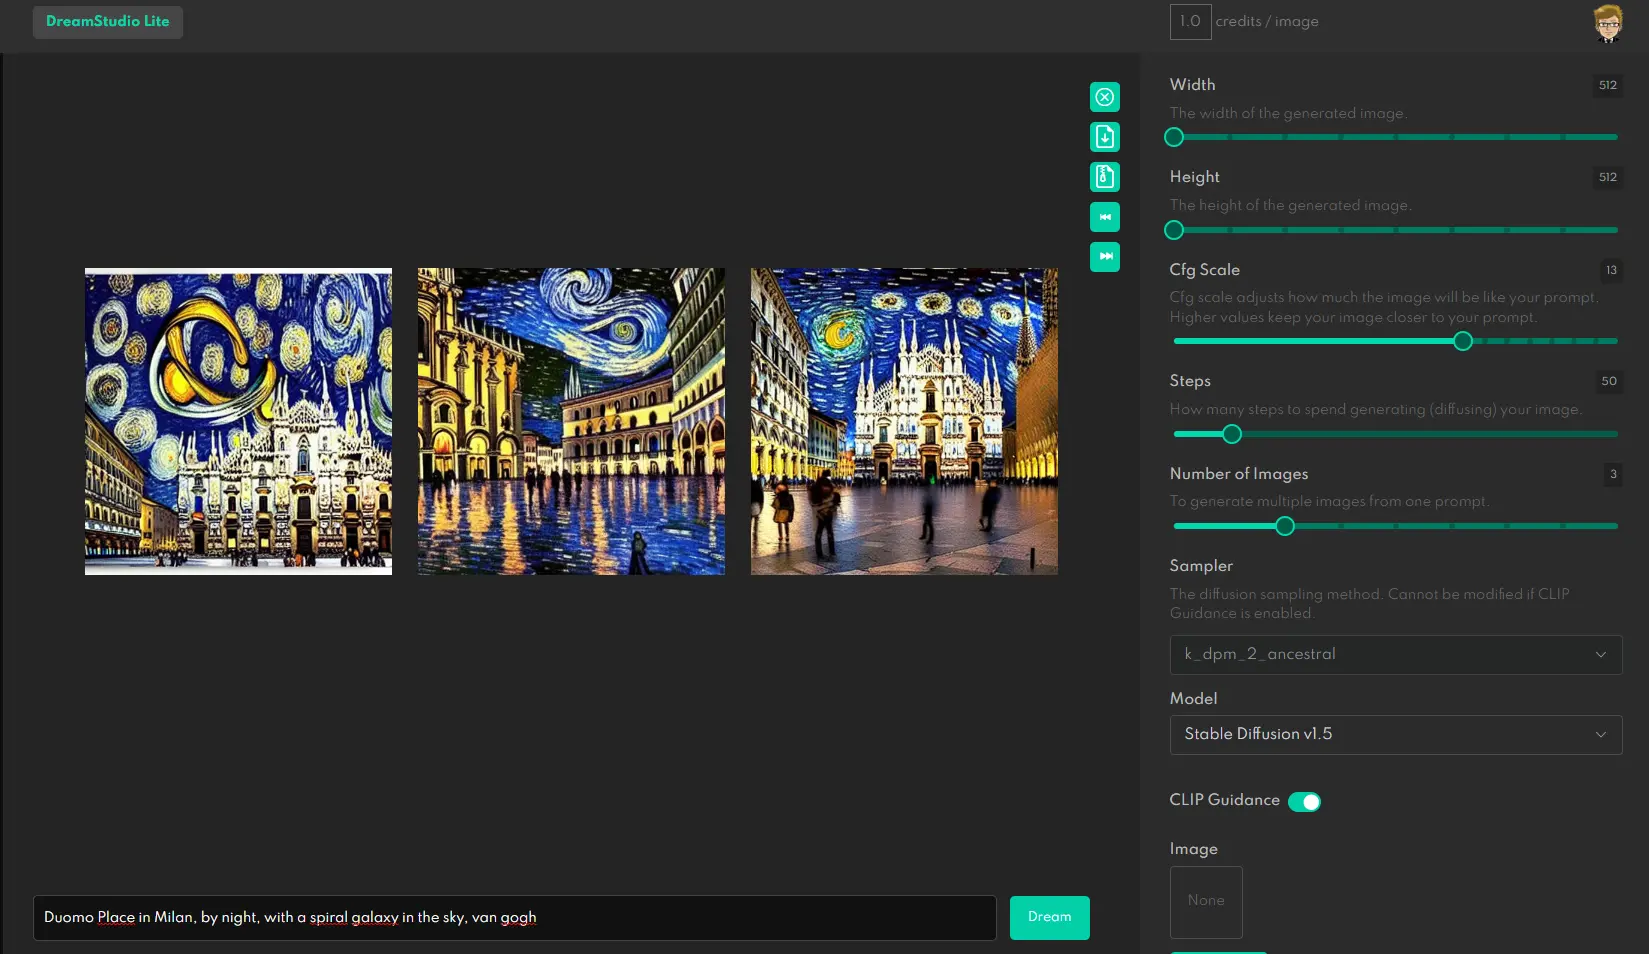 DreamStudio Lite
1.0 credits / image
Width
512
The width of the generated image.
Height
512
The height of the generated image.
Cfg Scale
13
Cfg scale adjusts how much the image will be like your prompt.
Higher values keep your image closer to your prompt.
Steps
50
How many steps to spend generating (diffusing) your image.
Number of Images
3
To generate multiple images from one prompt.
Sampler
The diffusion sampling method. Cannot be modified if CLIP
Guidance is enabled.
k_dpm_2_ancestral
Model
Stable Diffusion v1.5
CLIP Guidance
Image
None
Duomo Place in Milan, by night, with a spiral galaxy in the sky, van gogh
Dream